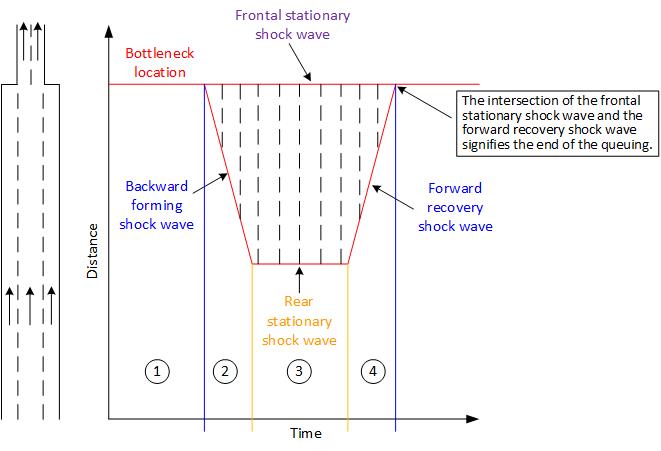 Frontal stationary
shock wave
Bottleneck
location
The intersection of the frontal
stationary shock wave and the
forward recovery shock wave
signifies the end of the queuing.
Backward
forming
shock wave
Forward
recovery
shock wave
Distance
Rear
stationary
shock wave
1
2
3
4
Time